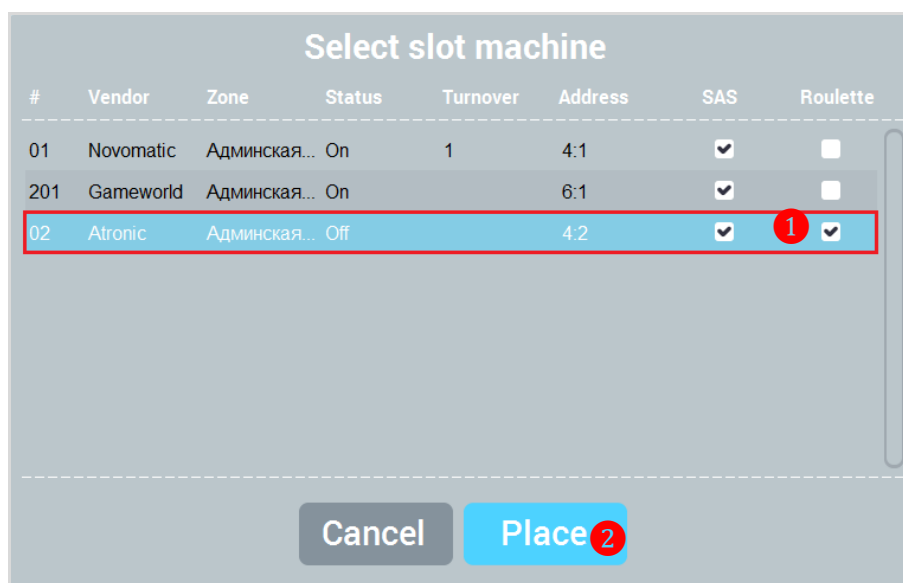 Select slot machine
# Vendor Zone Status Turnover Address SAS Roulette
01 Novomatic Админская... On 1 4:1
201 Gameworld Админская... On 6:1
02 Atronic Админская... Off 4:2 1
Cancel Place 2